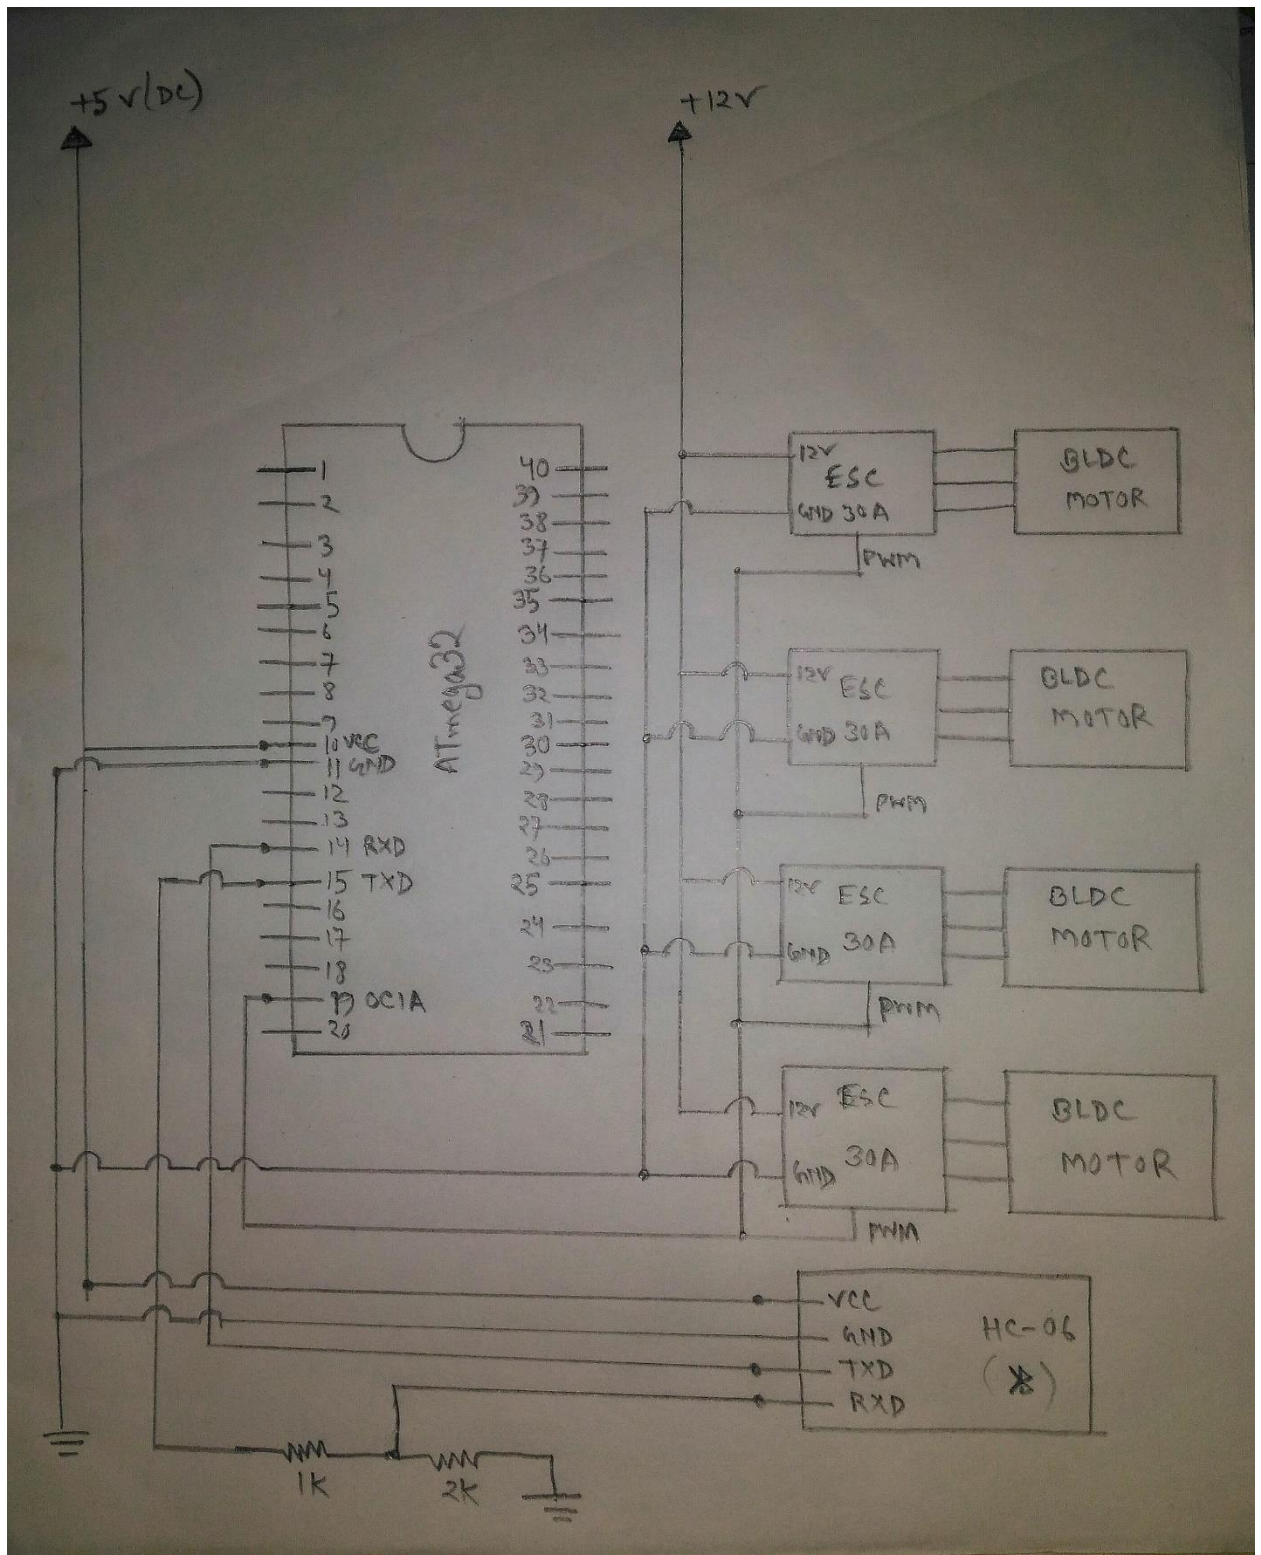 +5V(DC)
+12V
ATmega32
1
2
3
4
5
6
7
8
9
10 VCC
11 GND
12
13
14 RXD
15 TXD
16
17
18
19 OC1A
20
40
39
38
37
36
35
34
33
32
31
30
29
28
27
26
25
24
23
22
21
12V
ESC
GND 30A
PWM
BLDC
MOTOR
12V
ESC
GND 30A
PWM
BLDC
MOTOR
12V
ESC
30A
GND
PWM
BLDC
MOTOR
12V
ESC
30A
GND
PWM
BLDC
MOTOR
VCC
GND
TXD
RXD
HC-06
1K
2K